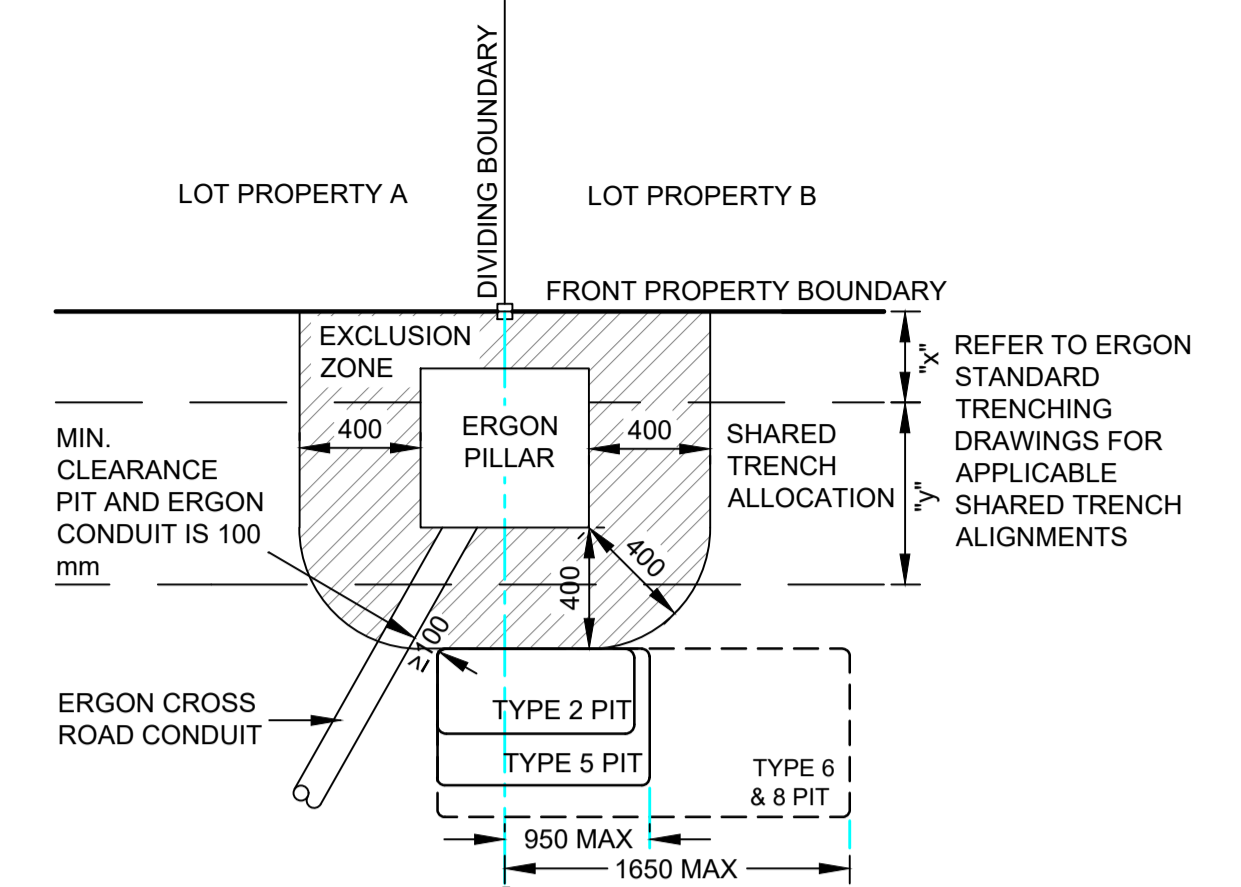 DIVIDING BOUNDARY
LOT PROPERTY A
LOT PROPERTY B
FRONT PROPERTY BOUNDARY
EXCLUSION
ZONE
"x"
REFER TO ERGON
STANDARD
TRENCHING
DRAWINGS FOR
APPLICABLE
SHARED TRENCH
ALIGNMENTS
"y"
400
ERGON
PILLAR
400
SHARED
TRENCH
ALLOCATION
MIN.
CLEARANCE
PIT AND ERGON
CONDUIT IS 100
mm
400
400
≥100
ERGON CROSS
ROAD CONDUIT
TYPE 2 PIT
TYPE 5 PIT
TYPE 6
& 8 PIT
950 MAX
1650 MAX